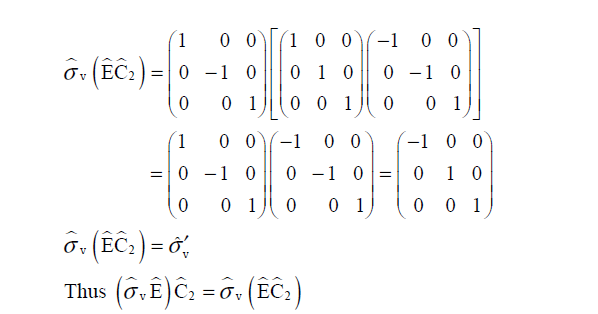 σ̂ᵥ (ÊĈ₂) = (1 0 0; 0 −1 0; 0 0 1) [(1 0 0; 0 1 0; 0 0 1) (−1 0 0; 0 −1 0; 0 0 1)]
= (1 0 0; 0 −1 0; 0 0 1) (−1 0 0; 0 −1 0; 0 0 1) = (−1 0 0; 0 1 0; 0 0 1)
σ̂ᵥ (ÊĈ₂) = σ̂ᵥ′
Thus (σ̂ᵥÊ) Ĉ₂ = σ̂ᵥ (ÊĈ₂)